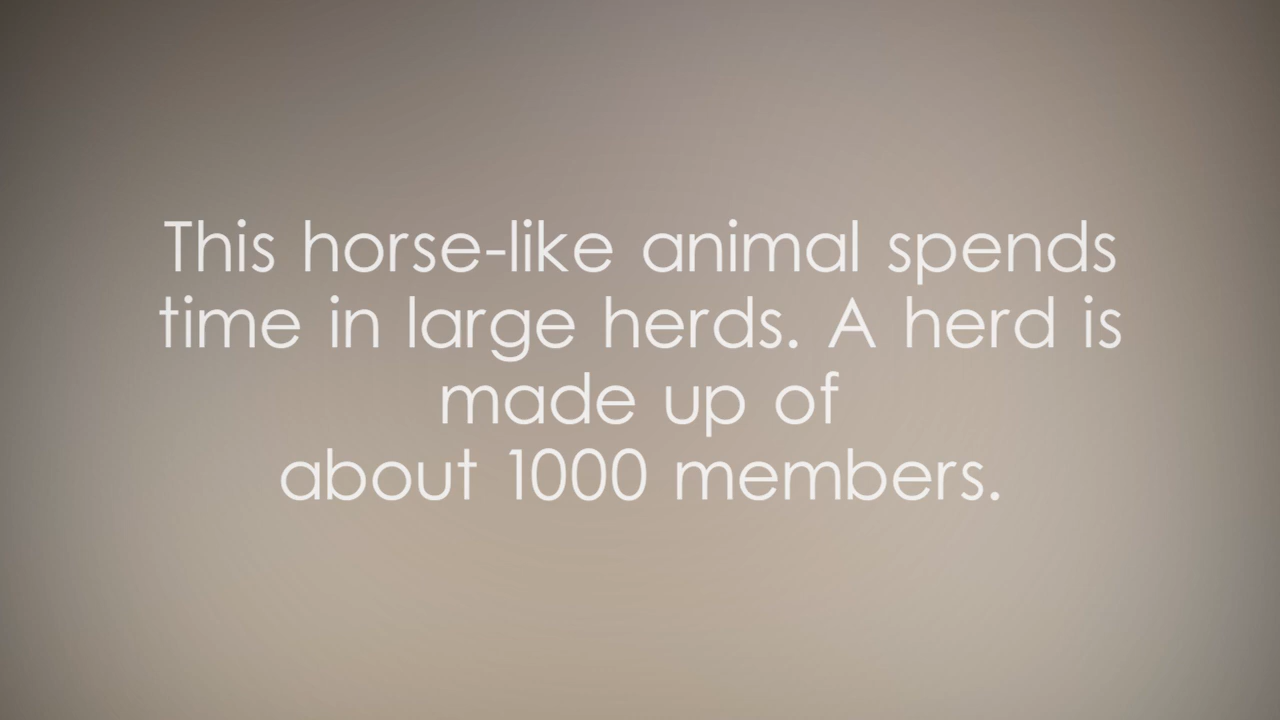 This horse-like animal spends
time in large herds. A herd is
made up of
about 1000 members.